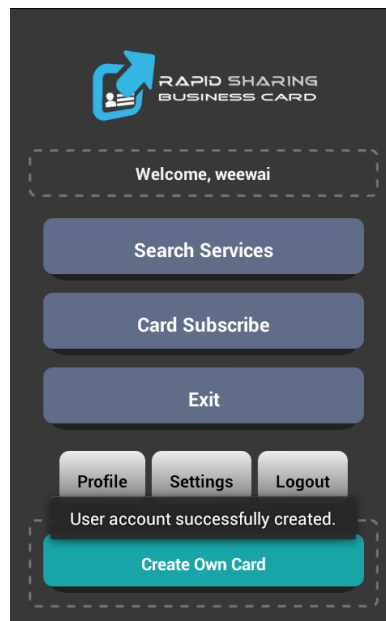 RAPID SHARING
BUSINESS CARD
Welcome, weewai
Search Services
Card Subscribe
Exit
Profile Settings Logout
User account successfully created.
Create Own Card